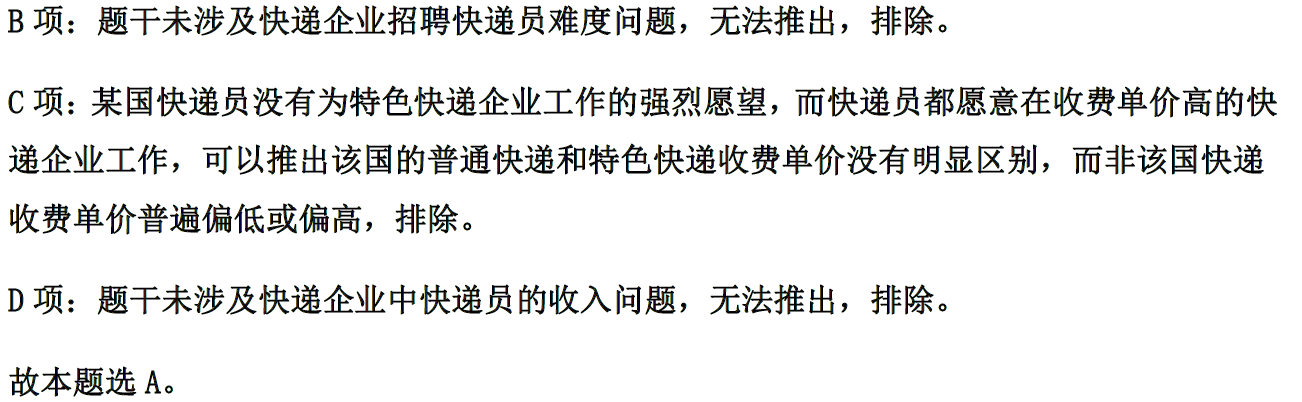 B 项：题干未涉及快递企业招聘快递员难度问题，无法推出，排除。
C 项：某国快递员没有为特色快递企业工作的强烈愿望，而快递员都愿意在收费单价高的快
递企业工作，可以推出该国的普通快递和特色快递收费单价没有明显区别，而非该国快递
收费单价普遍偏低或偏高，排除。
D 项：题干未涉及快递企业中快递员的收入问题，无法推出，排除。
故本题选 A。